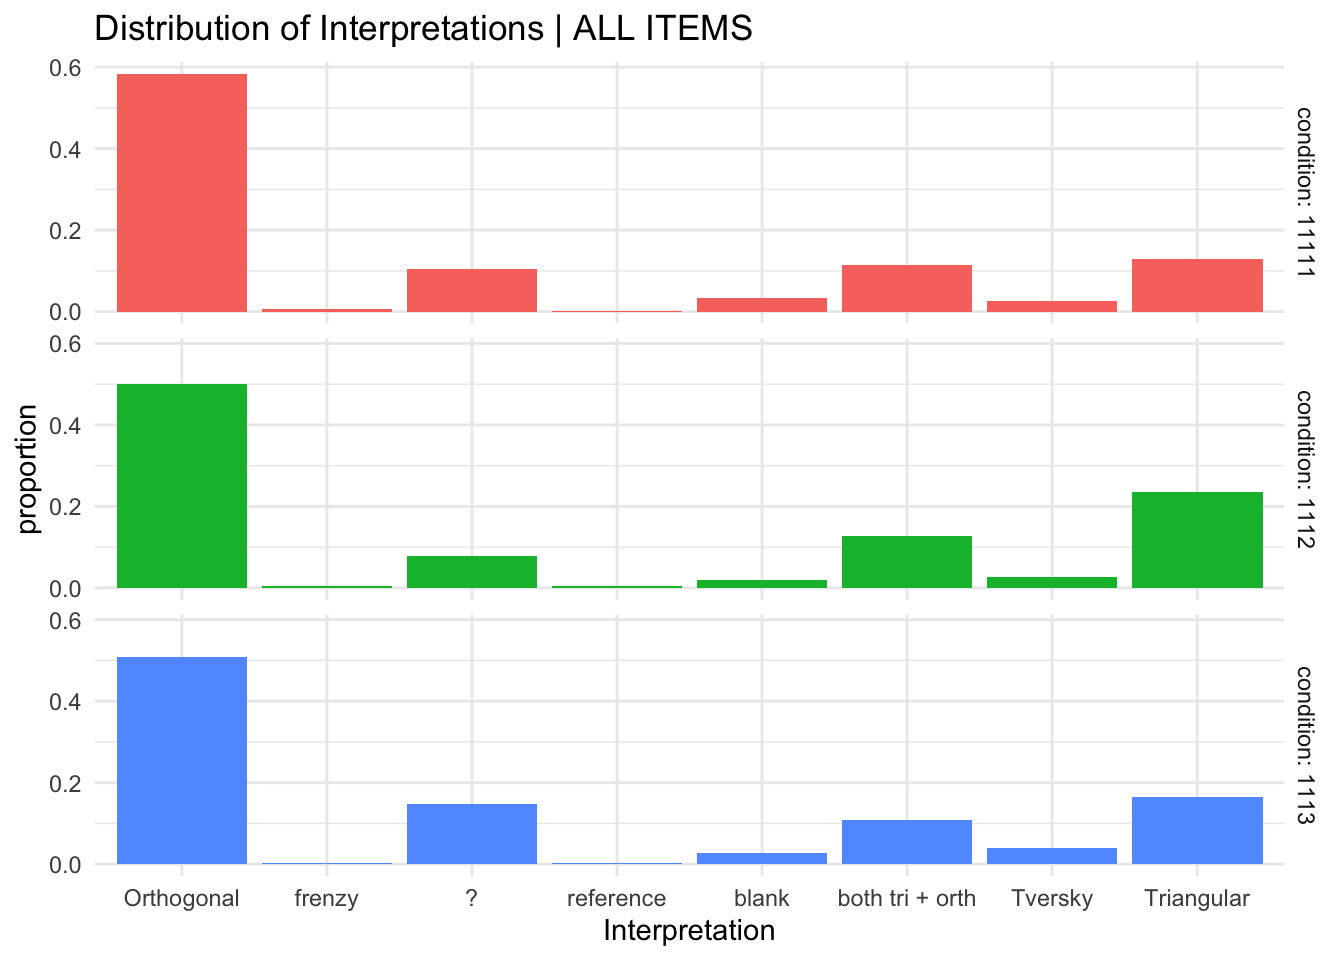 Distribution of Interpretations | ALL ITEMS
0.6
0.4
0.2
0.0
condition: 11111
0.6
0.4
0.2
0.0
condition: 1112
0.6
0.4
0.2
0.0
condition: 1113
proportion
Orthogonal frenzy ? reference blank both tri + orth Tversky Triangular
Interpretation